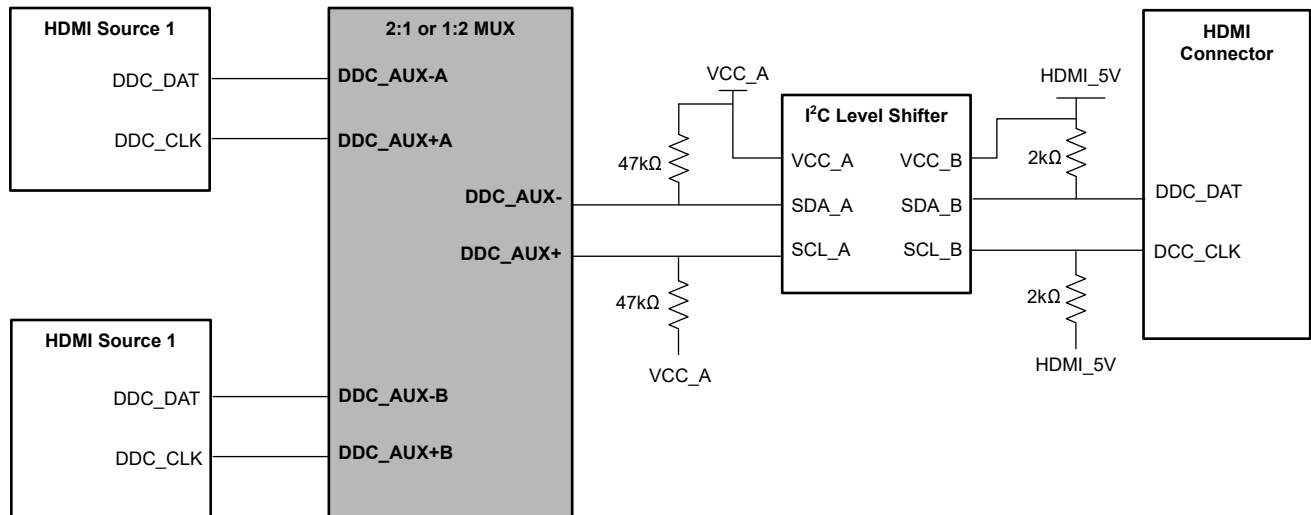 HDMI Source 1
DDC_DAT
DDC_CLK
2:1 or 1:2 MUX
DDC_AUX-A
DDC_AUX+A
DDC_AUX-
DDC_AUX+
DDC_AUX-B
DDC_AUX+B
HDMI Source 1
DDC_DAT
DDC_CLK
VCC_A
47kΩ
47kΩ
VCC_A
I²C Level Shifter
VCC_A
VCC_B
SDA_A
SDA_B
SCL_A
SCL_B
HDMI_5V
2kΩ
2kΩ
HDMI_5V
HDMI
Connector
DDC_DAT
DCC_CLK